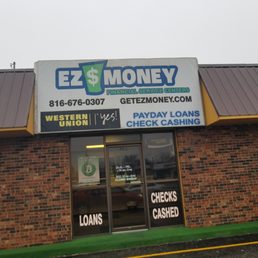 EZ $ MONEY
FINANCIAL SERVICE CENTERS
816-676-0307 GETEZMONEY.COM
WESTERN UNION yes! PAYDAY LOANS
CHECK CASHING
LOANS
CHECKS
CASHED